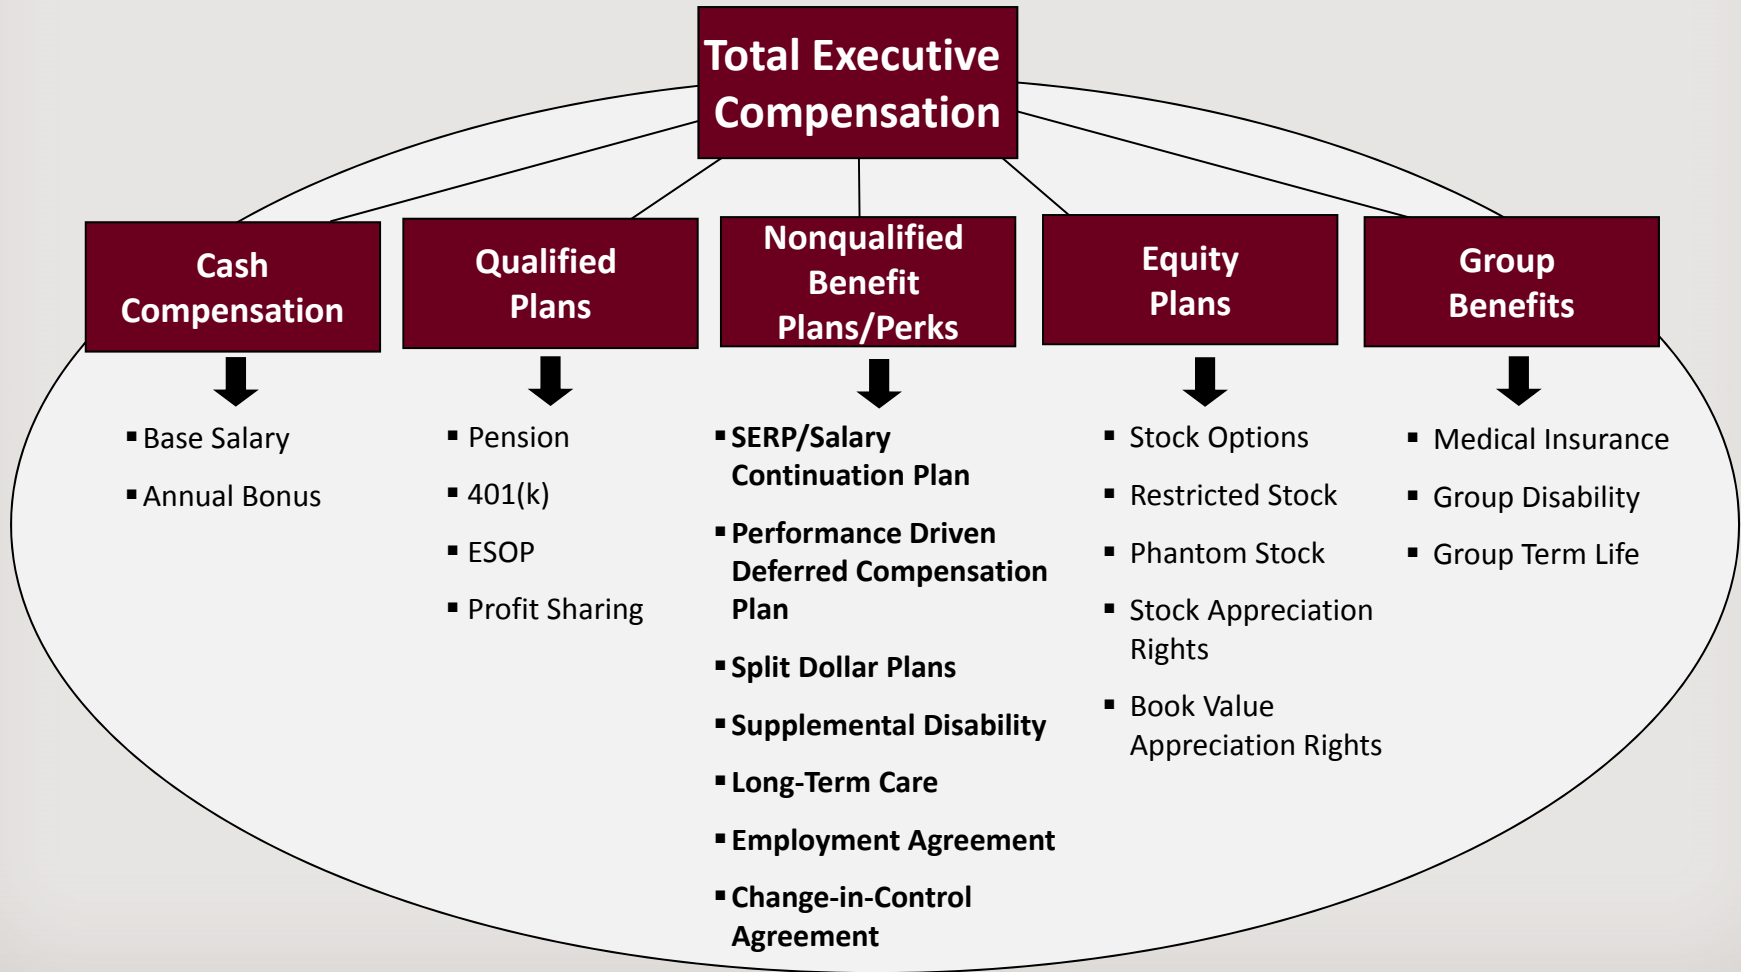 Total Executive
Compensation
Cash
Compensation
▪ Base Salary
▪ Annual Bonus
Qualified
Plans
▪ Pension
▪ 401(k)
▪ ESOP
▪ Profit Sharing
Nonqualified
Benefit
Plans/Perks
▪ SERP/Salary
Continuation Plan
▪ Performance Driven
Deferred Compensation
Plan
▪ Split Dollar Plans
▪ Supplemental Disability
▪ Long-Term Care
▪ Employment Agreement
▪ Change-in-Control
Agreement
Equity
Plans
▪ Stock Options
▪ Restricted Stock
▪ Phantom Stock
▪ Stock Appreciation
Rights
▪ Book Value
Appreciation Rights
Group
Benefits
▪ Medical Insurance
▪ Group Disability
▪ Group Term Life